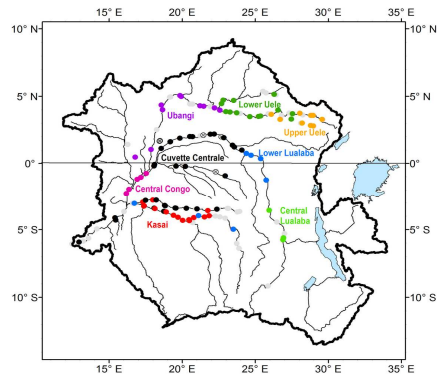 15° E 20° E 25° E 30° E 35° E
10° N 10° N
5° N 5° N
Lower Uele
Ubangi
Upper Uele
Lower Lualaba
Cuvette Centrale
0° 0°
Central Congo
Central
Lualaba
Kasai
5° S 5° S
10° S 10° S
15° E 20° E 25° E 30° E 35° E